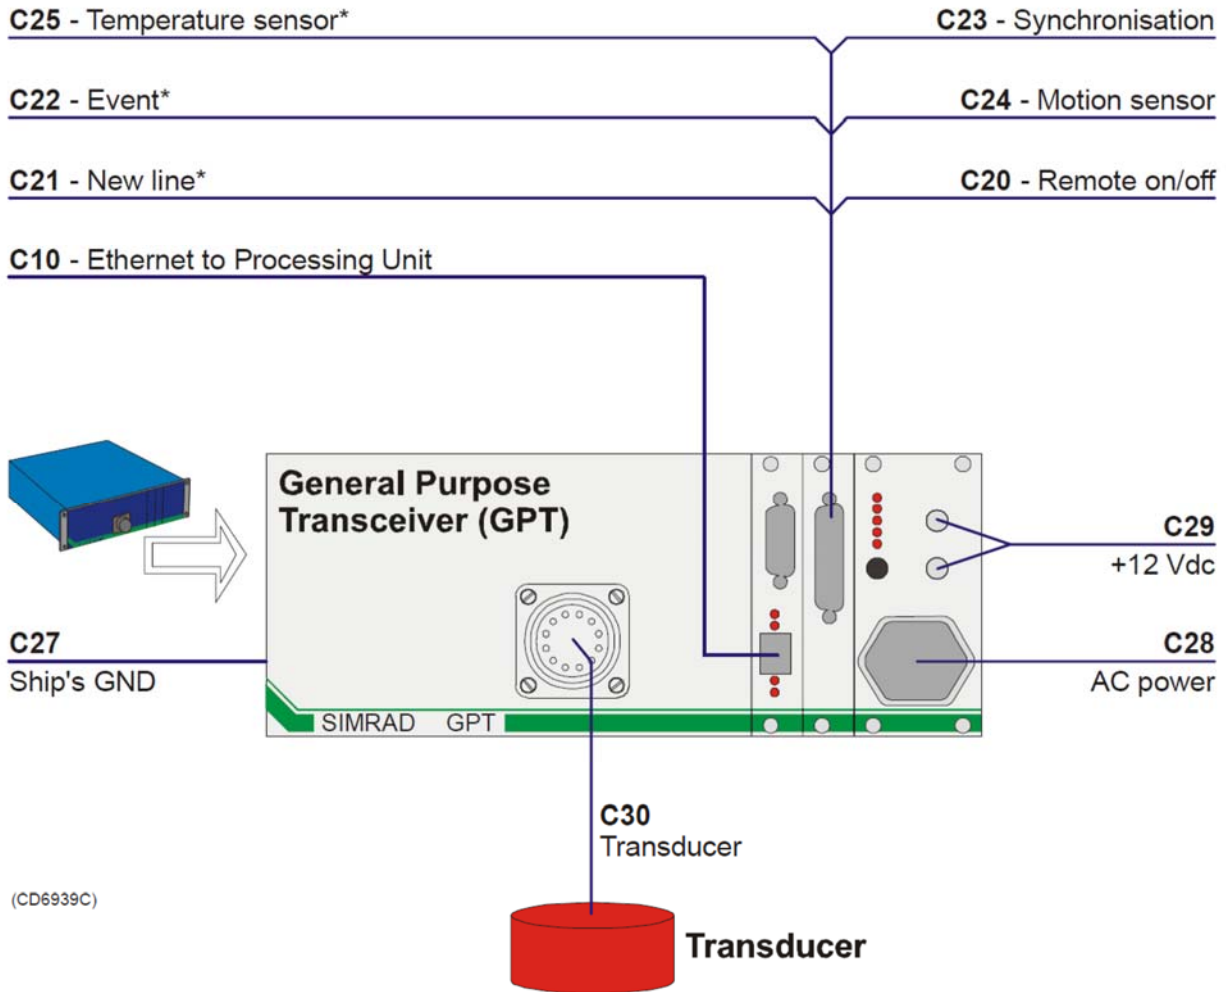 C25 - Temperature sensor*
C23 - Synchronisation
C22 - Event*
C24 - Motion sensor
C21 - New line*
C20 - Remote on/off
C10 - Ethernet to Processing Unit
General Purpose
Transceiver (GPT)
C29
+12 Vdc
C27
Ship's GND
C28
AC power
SIMRAD GPT
C30
Transducer
(CD6939C)
Transducer